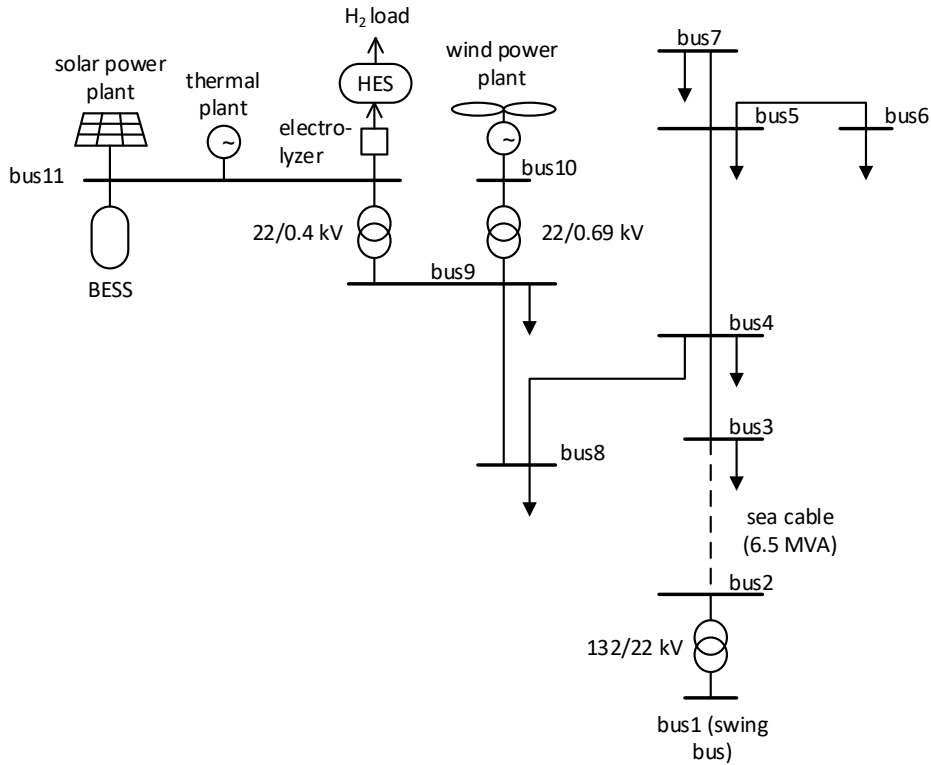 H₂ load
solar power
plant
thermal
plant
HES
wind power
plant
electro-
lyzer
~
~
bus7
bus5
bus6
bus11
bus10
22/0.4 kV
22/0.69 kV
BESS
bus9
bus4
bus3
bus8
sea cable
(6.5 MVA)
bus2
132/22 kV
bus1 (swing
bus)